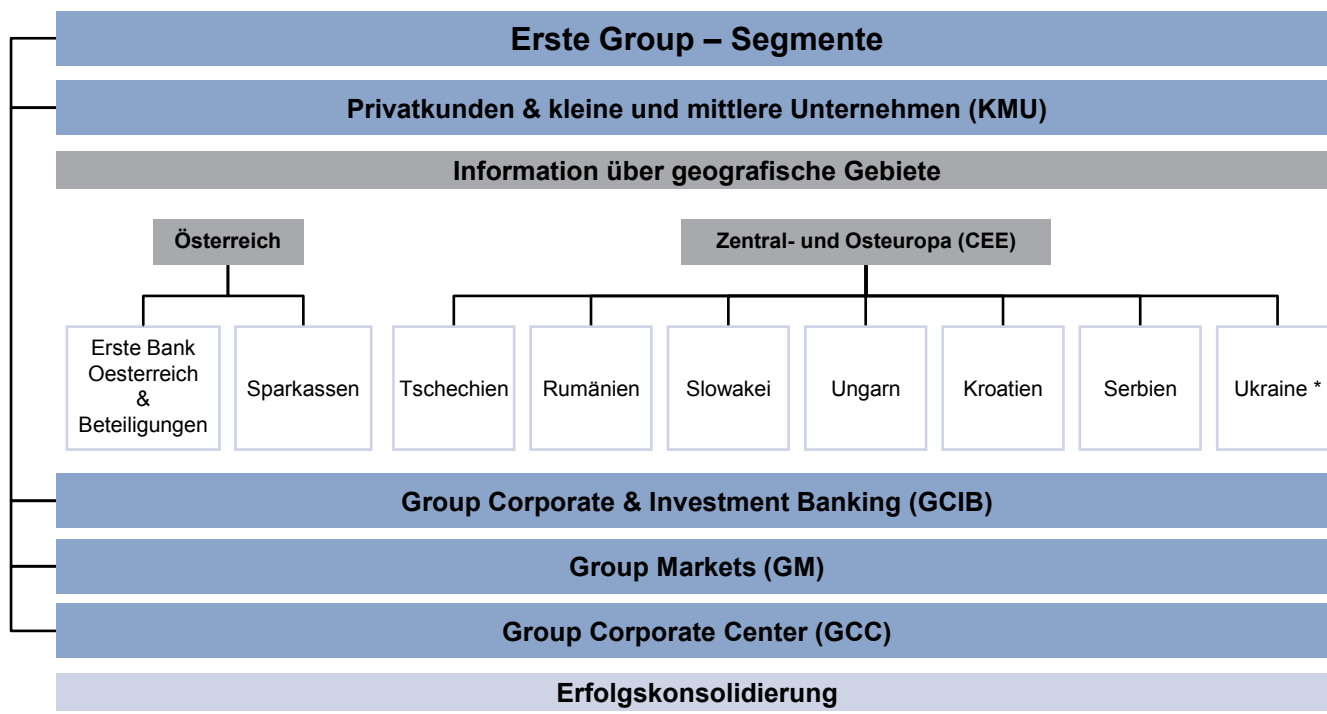 Erste Group – Segmente
Privatkunden & kleine und mittlere Unternehmen (KMU)
Information über geografische Gebiete
Österreich
Zentral- und Osteuropa (CEE)
Erste Bank
Oesterreich
&
Beteiligungen
Sparkassen
Tschechien
Rumänien
Slowakei
Ungarn
Kroatien
Serbien
Ukraine *
Group Corporate & Investment Banking (GCIB)
Group Markets (GM)
Group Corporate Center (GCC)
Erfolgskonsolidierung